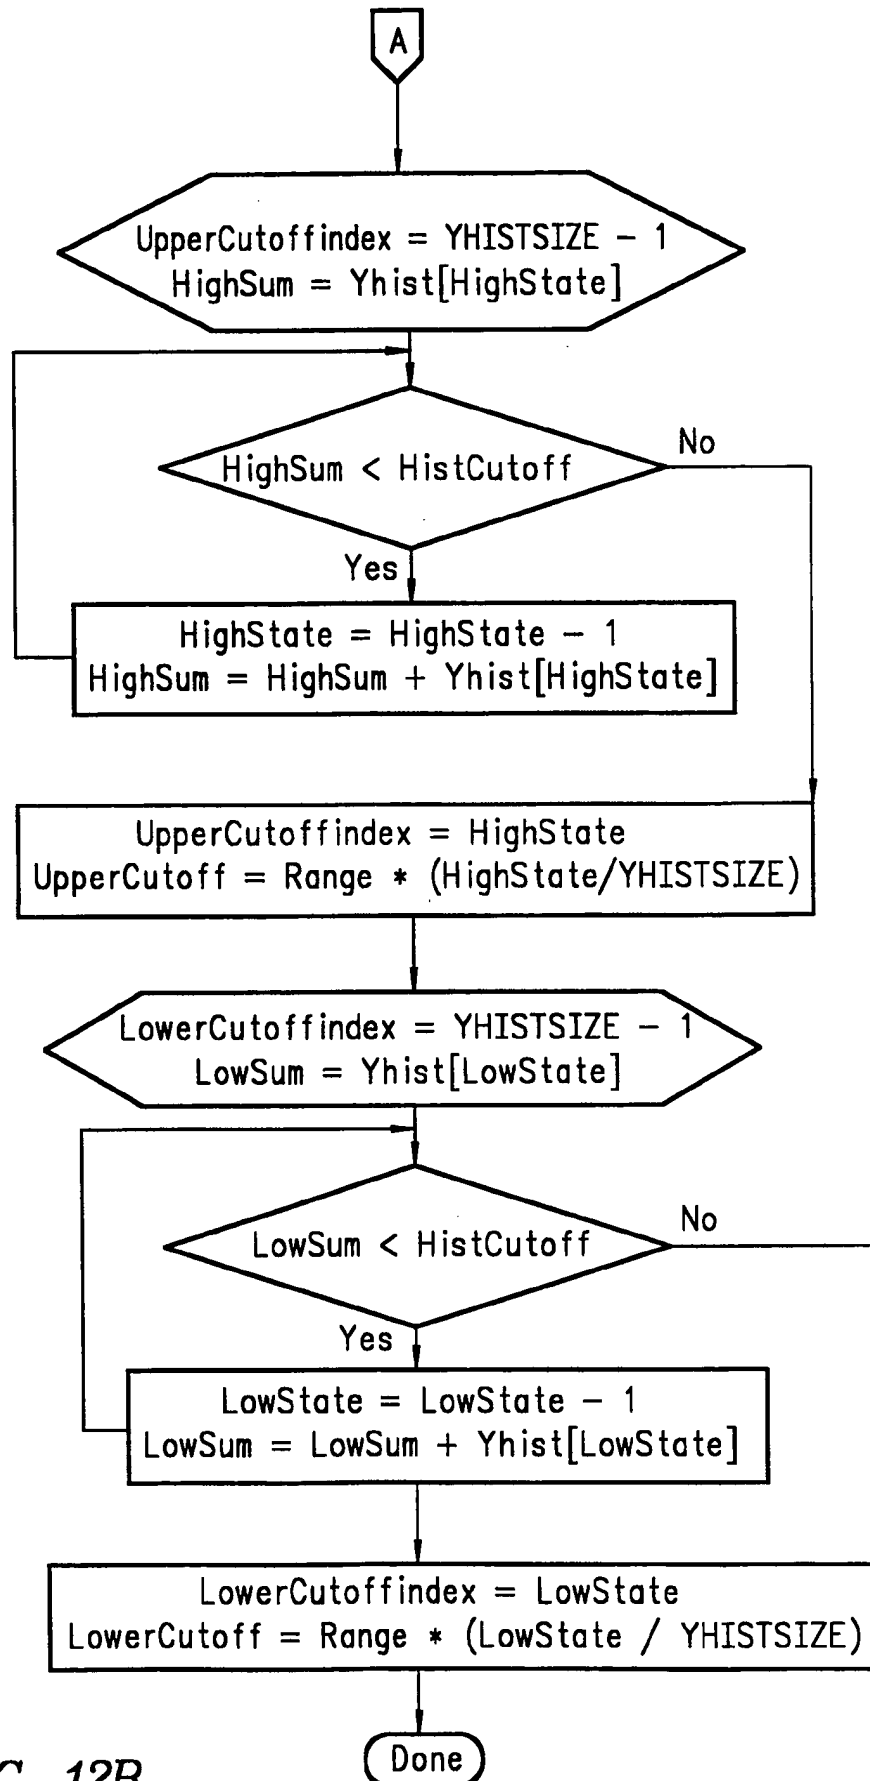 A
UpperCutoffindex = YHISTSIZE - 1
HighSum = Yhist[HighState]
HighSum < HistCutoff
No
Yes
HighState = HighState - 1
HighSum = HighSum + Yhist[HighState]
UpperCutoffindex = HighState
UpperCutoff = Range * (HighState/YHISTSIZE)
LowerCutoffindex = YHISTSIZE - 1
LowSum = Yhist[LowState]
LowSum < HistCutoff
No
Yes
LowState = LowState - 1
LowSum = LowSum + Yhist[LowState]
LowerCutoffindex = LowState
LowerCutoff = Range * (LowState / YHISTSIZE)
Done
12B